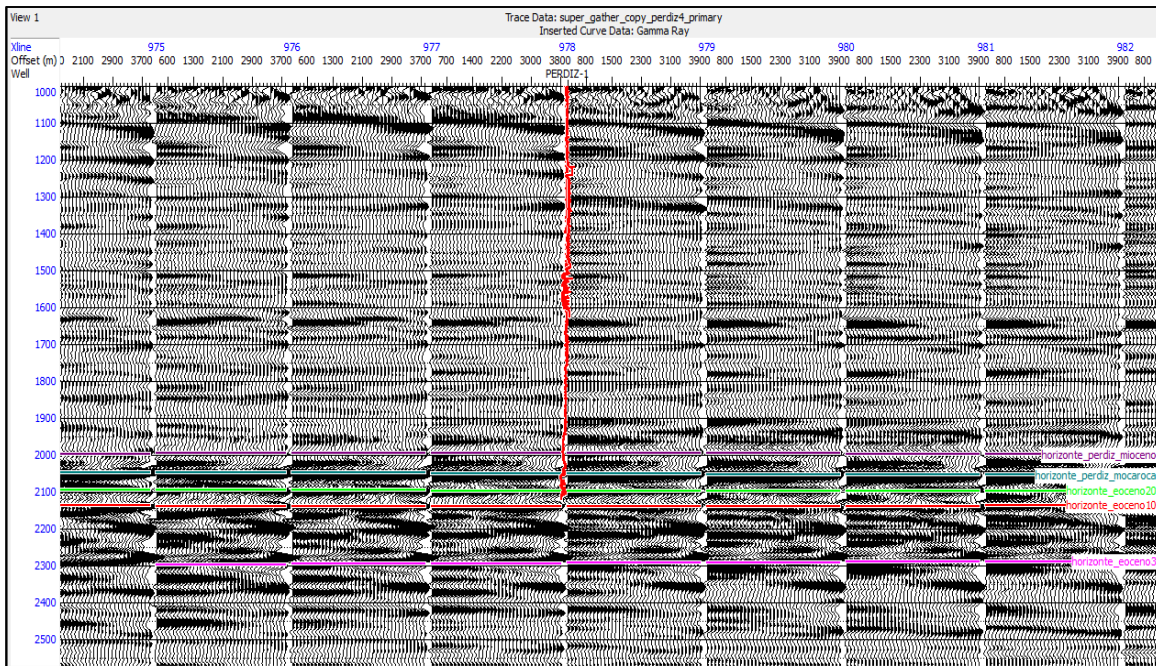 View 1
Trace Data: super_gather_copy_perdiz4_primary
Inserted Curve Data: Gamma Ray
Xline 975 976 977 978 979 980 981 982
Offset (m) 0 2100 2900 3700 600 1300 2100 2900 3700 600 1300 2100 2900 3700 700 1400 2200 3000 3800 800 1500 2300 3100 3900 800 1500 2300 3100 3900 800 1500 2300 3100 3900 800 1500 2300 3100 3900 800
Well PERDIZ-1
1000
1100
1200
1300
1400
1500
1600
1700
1800
1900
2000
horizonte_perdiz_mioceno
horizonte_perdiz_mocaroca
2100
horizonte_eoceno20
horizonte_eoceno10
2200
2300
horizonte_eoceno3
2400
2500